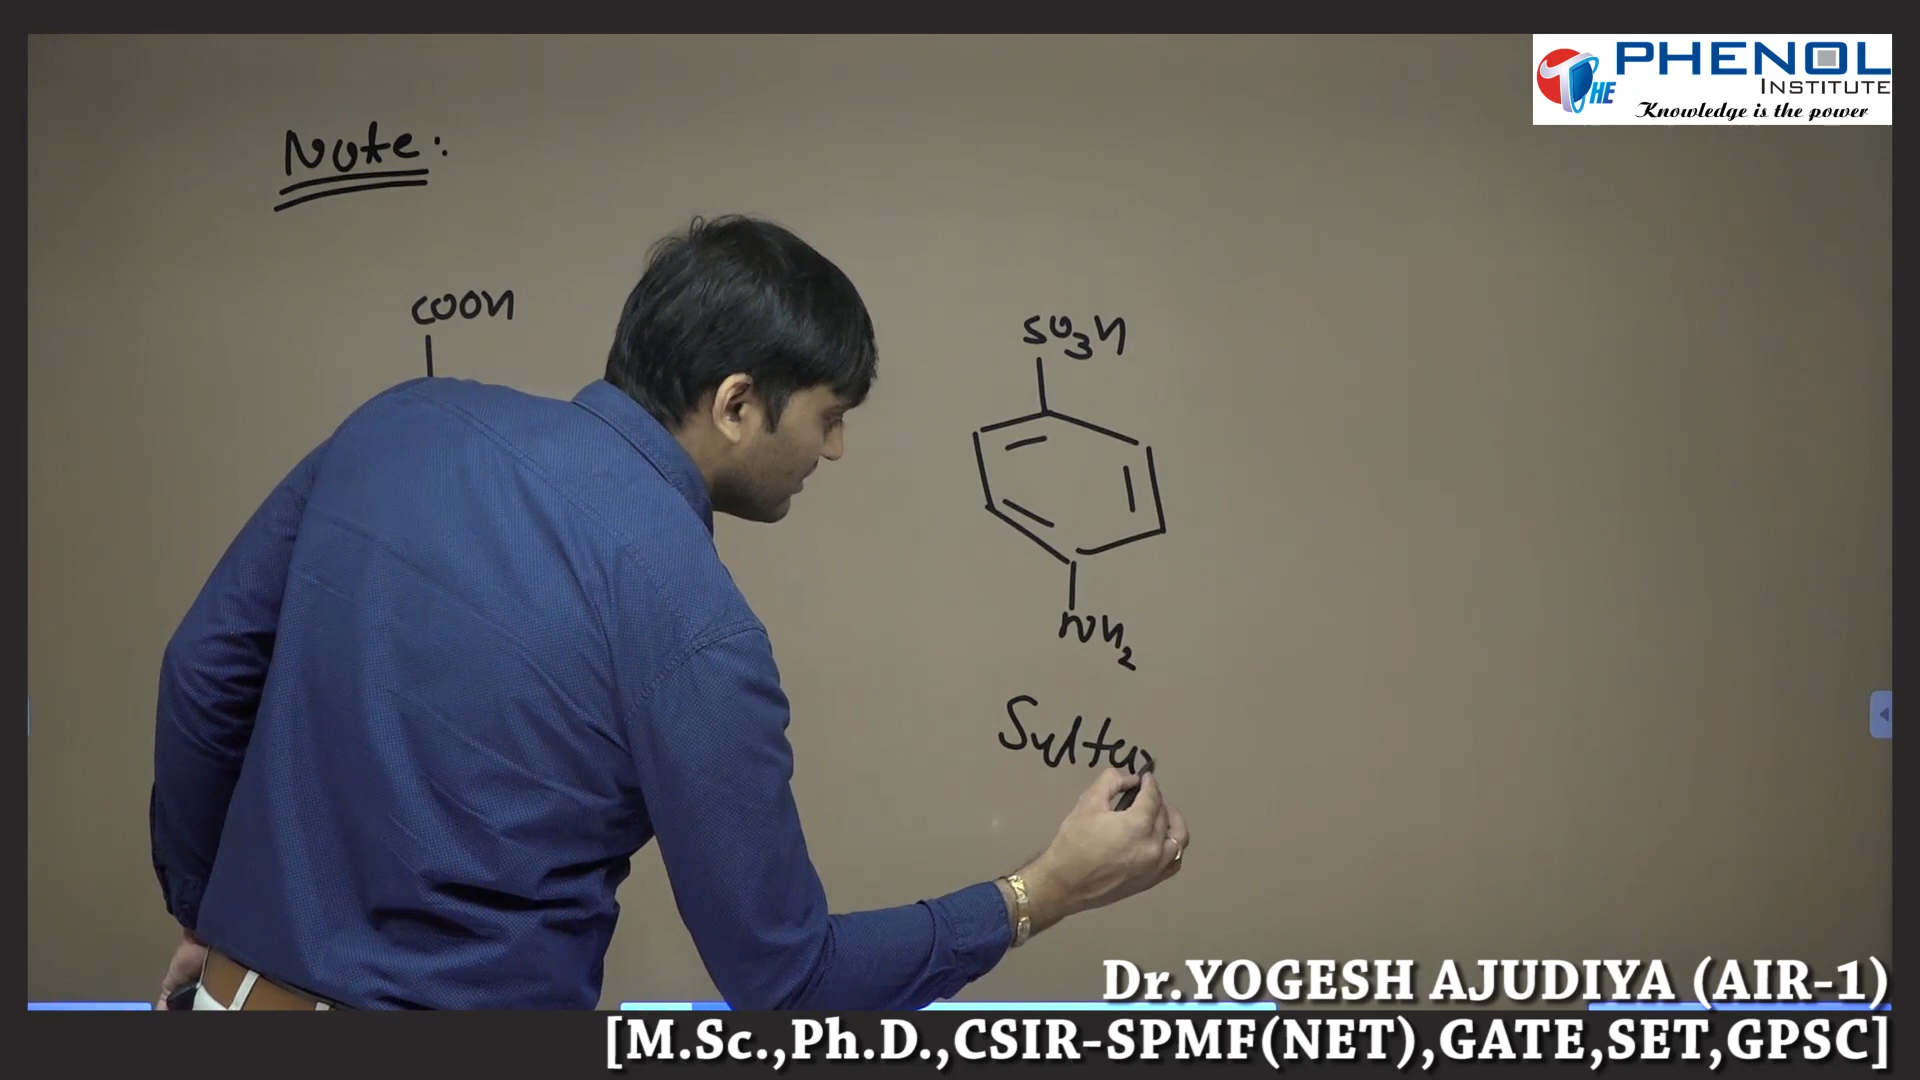 THE PHENOL
INSTITUTE
Knowledge is the power
Note:
COOH
SO3H
NH2
Dr.YOGESH AJUDIYA (AIR-1)
[M.Sc.,Ph.D.,CSIR-SPMF(NET),GATE,SET,GPSC]